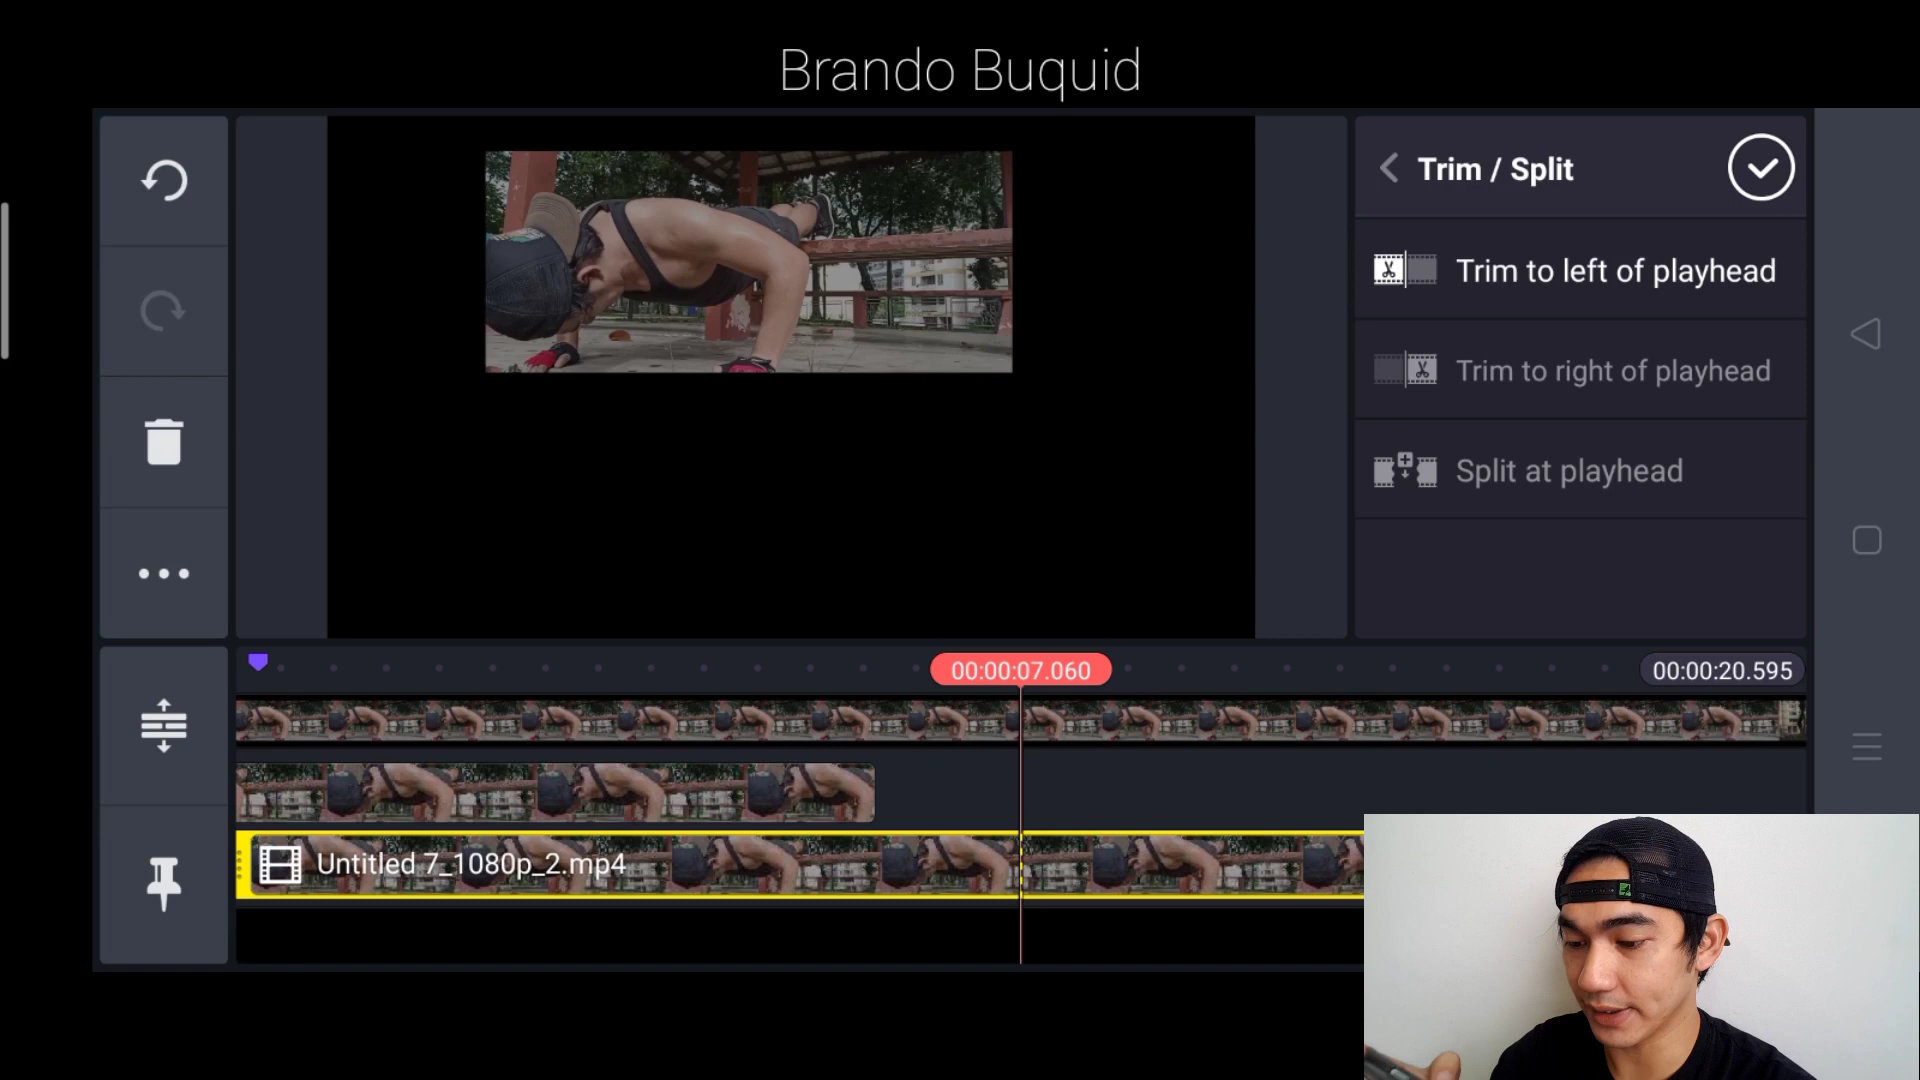 Brando Buquid
Trim / Split
Trim to left of playhead
Trim to right of playhead
Split at playhead
00:00:07.060
00:00:20.595
Untitled 7_1080p_2.mp4